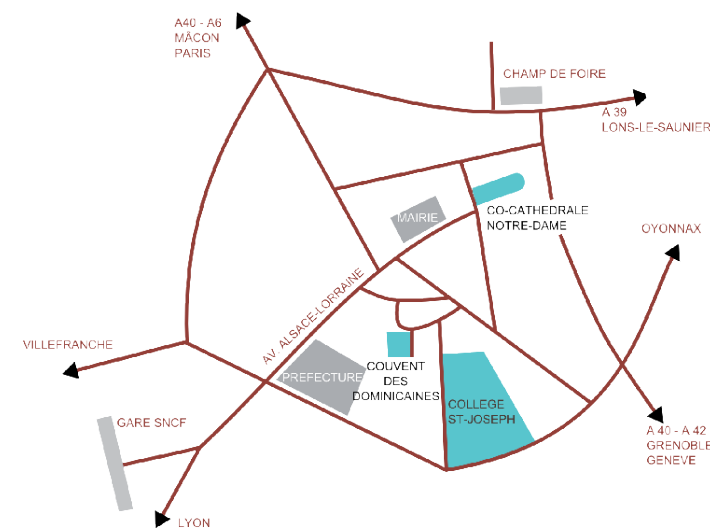 A40 - A6
MÂCON
PARIS
CHAMP DE FOIRE
A 39
LONS-LE-SAUNIER
MAIRIE
CO-CATHEDRALE
NOTRE-DAME
OYONNAX
AV. ALSACE-LORRAINE
VILLEFRANCHE
PREFECTURE
COUVENT
DES
DOMINICAINES
COLLEGE
ST-JOSEPH
GARE SNCF
A 40 - A 42
GRENOBLE
GENEVE
LYON